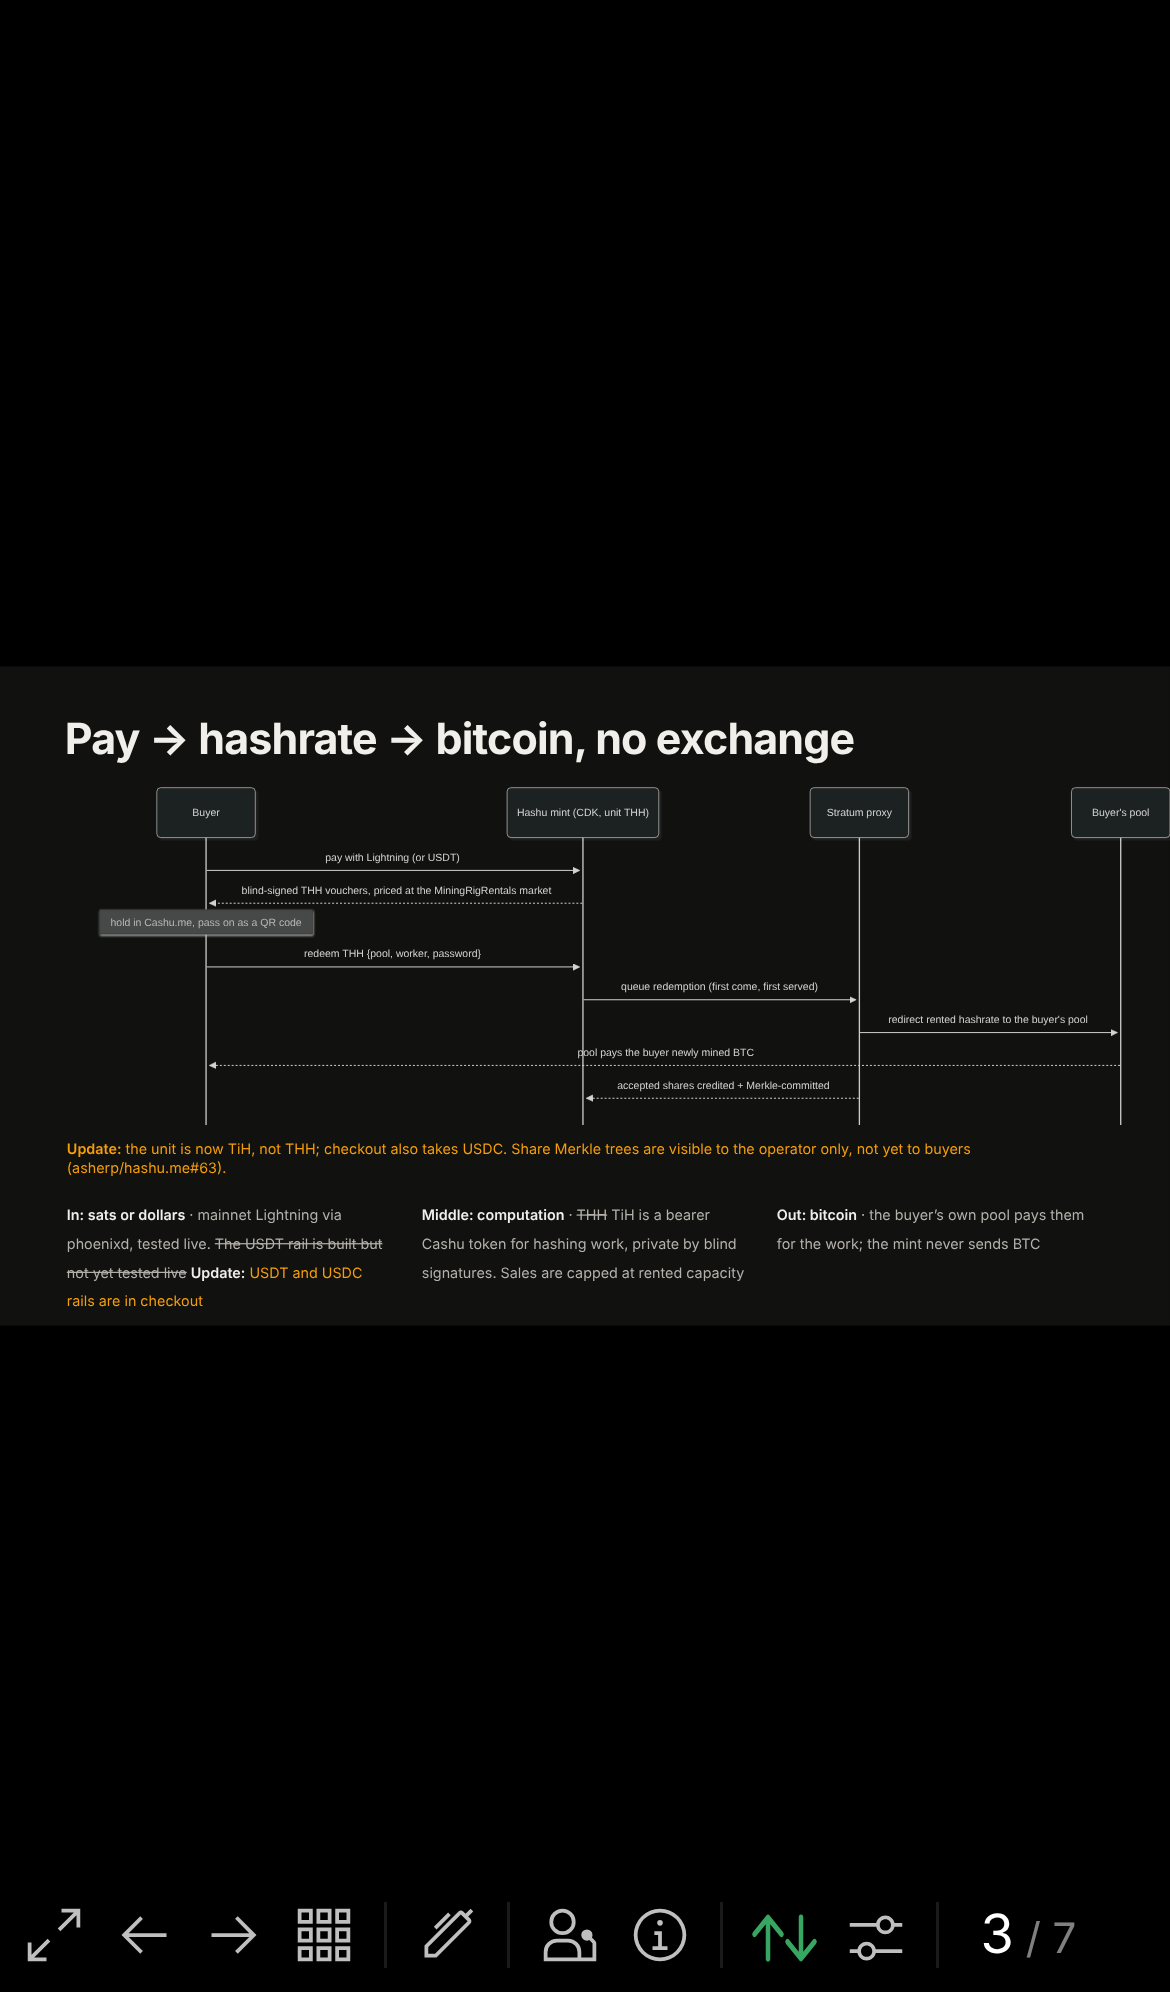 Pay → hashrate → bitcoin, no exchange
Buyer
Hashu mint (CDK, unit THH)
Stratum proxy
Buyer's pool
pay with Lightning (or USDT)
blind-signed THH vouchers, priced at the MiningRigRentals market
hold in Cashu.me, pass on as a QR code
redeem THH {pool, worker, password}
queue redemption (first come, first served)
redirect rented hashrate to the buyer's pool
pool pays the buyer newly mined BTC
accepted shares credited + Merkle-committed
Update: the unit is now TiH, not THH; checkout also takes USDC. Share Merkle trees are visible to the operator only, not yet to buyers
(asherp/hashu.me#63).
In: sats or dollars · mainnet Lightning via
phoenixd, tested live. The USDT rail is built but
not yet tested live Update: USDT and USDC
rails are in checkout
Middle: computation · THH TiH is a bearer
Cashu token for hashing work, private by blind
signatures. Sales are capped at rented capacity
Out: bitcoin · the buyer’s own pool pays them
for the work; the mint never sends BTC
3 / 7